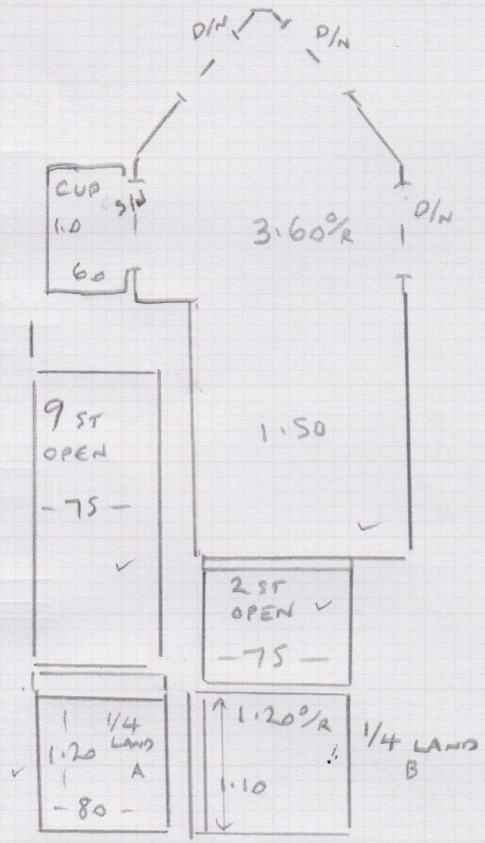 D/N
D/N
CUP
D/N
1.0
60
3.60 O/R
D/N
9 ST
OPEN
-75-
1.50
2 ST
OPEN
-75-
1/4
LAND
A
1.20
-80-
1.20 O/R
1.10
1/4 LAND
B